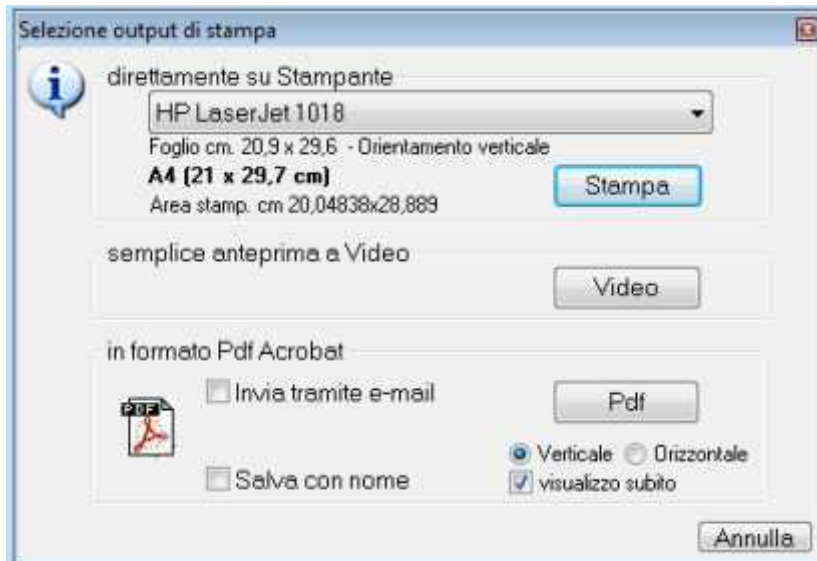 Selezione output di stampa
direttamente su Stampante
HP LaserJet 1018
Foglio cm. 20,9 x 29,6 - Orientamento verticale
A4 (21 x 29,7 cm)
Stampa
Area stamp. cm 20,04838x28,889
semplice anteprima a Video
Video
in formato Pdf Acrobat
PDF
Invia tramite e-mail
Pdf
Verticale Orizzontale
Salva con nome
visualizzo subito
Annulla